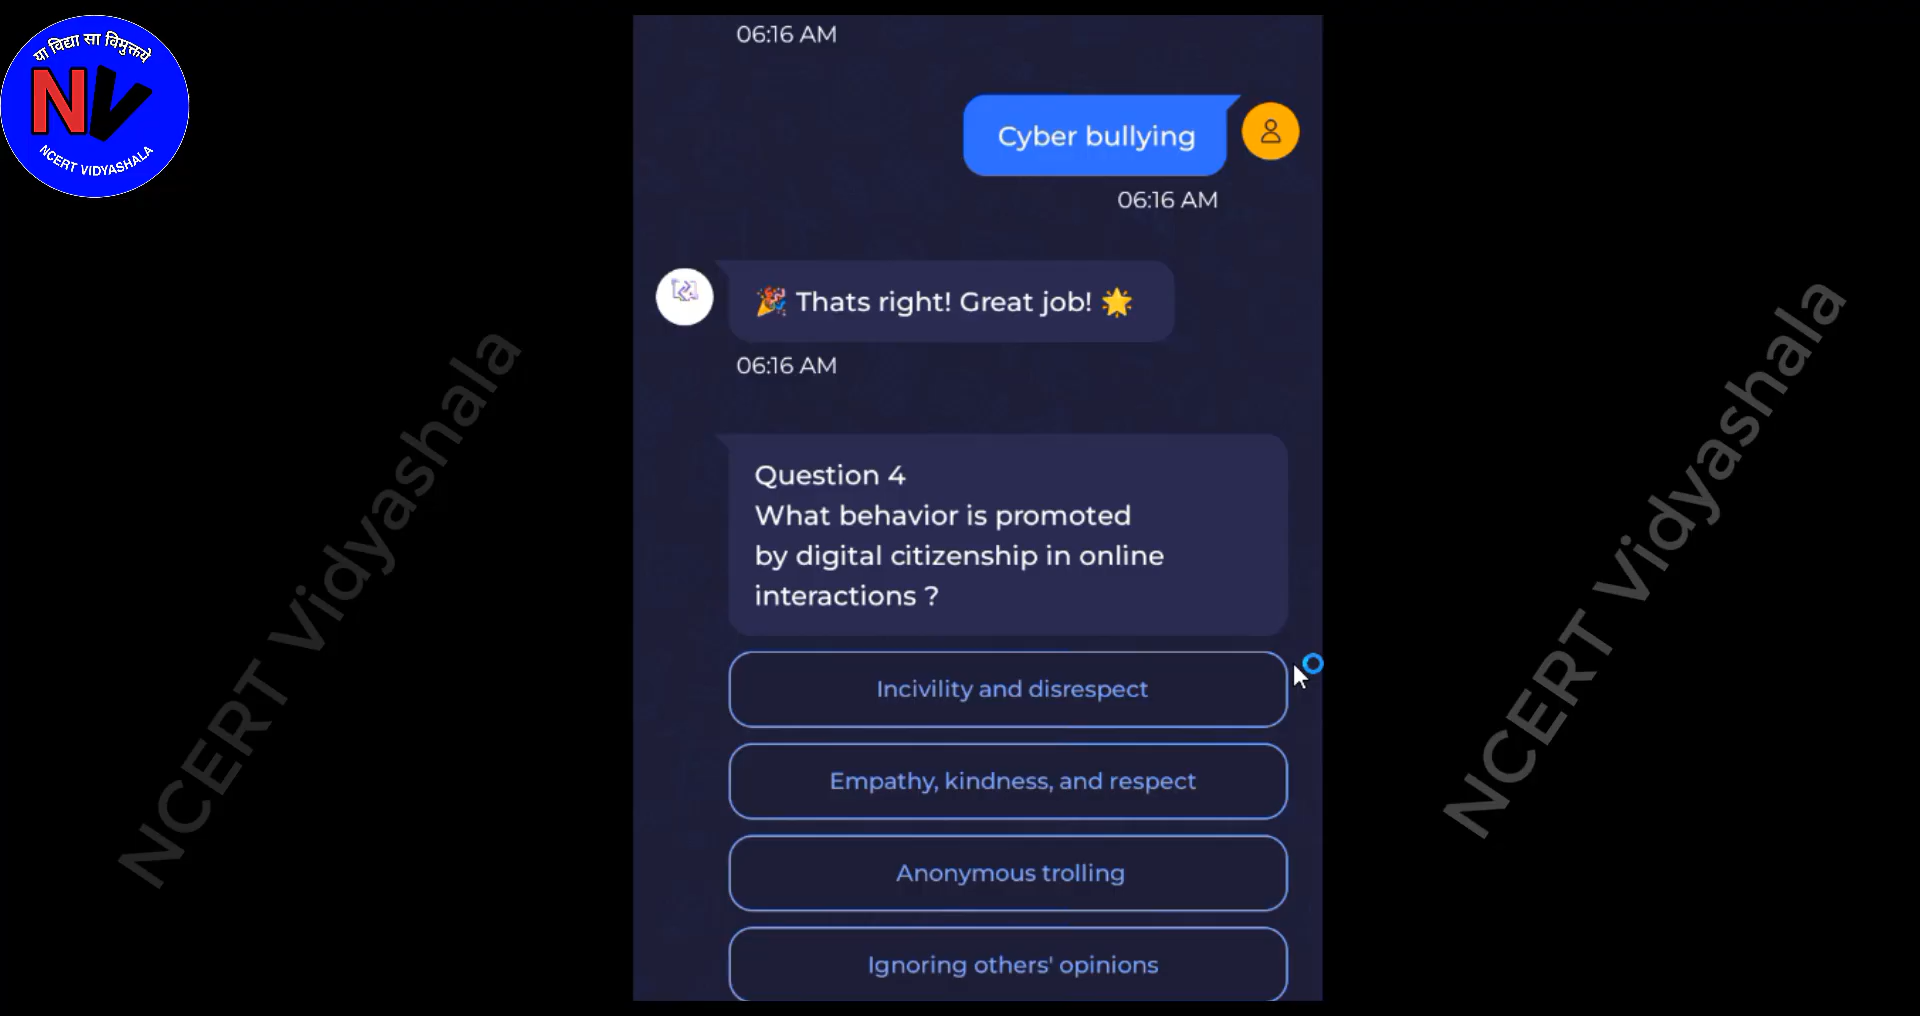 या विद्या सा विमुक्तये
NV
NCERT VIDYASHALA
06:16 AM
Cyber bullying
06:16 AM
🎉 Thats right! Great job! 🌟
06:16 AM
Question 4
What behavior is promoted
by digital citizenship in online
interactions ?
Incivility and disrespect
Empathy, kindness, and respect
Anonymous trolling
Ignoring others' opinions
NCERT Vidyashala
NCERT Vidyashala